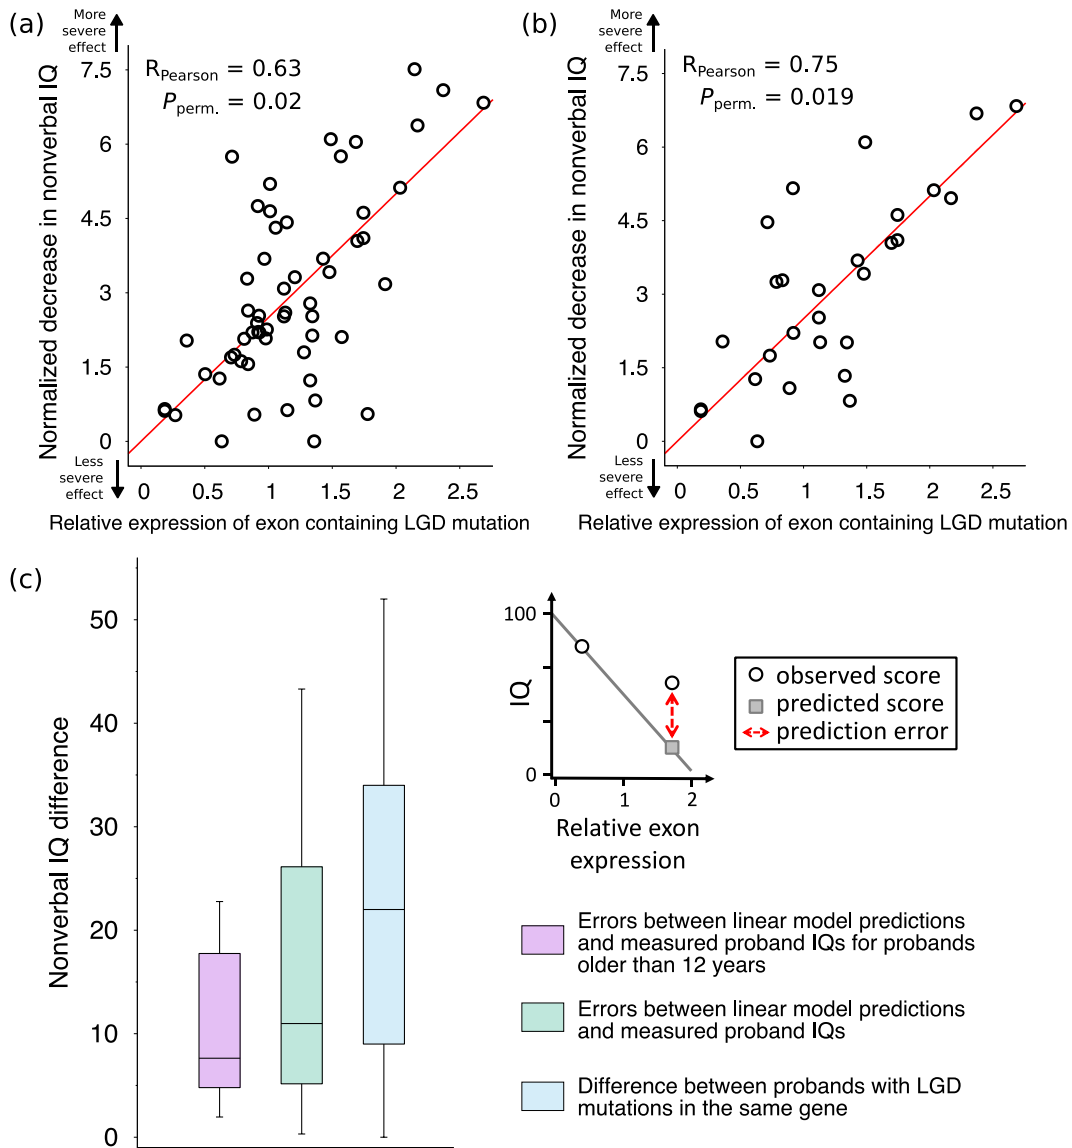 (a)
More
severe
effect
Normalized decrease in nonverbal IQ
R_Pearson = 0.63
P_perm. = 0.02
7.5
6
4.5
3
1.5
0
Less
severe
effect
0 0.5 1 1.5 2 2.5
Relative expression of exon containing LGD mutation
(b)
More
severe
effect
Normalized decrease in nonverbal IQ
R_Pearson = 0.75
P_perm. = 0.019
7.5
6
4.5
3
1.5
0
Less
severe
effect
0 0.5 1 1.5 2 2.5
Relative expression of exon containing LGD mutation
(c)
Nonverbal IQ difference
50
40
30
20
10
0
100
IQ
0
0 1 2
Relative exon
expression
observed score
predicted score
prediction error
Errors between linear model predictions
and measured proband IQs for probands
older than 12 years
Errors between linear model predictions
and measured proband IQs
Difference between probands with LGD
mutations in the same gene